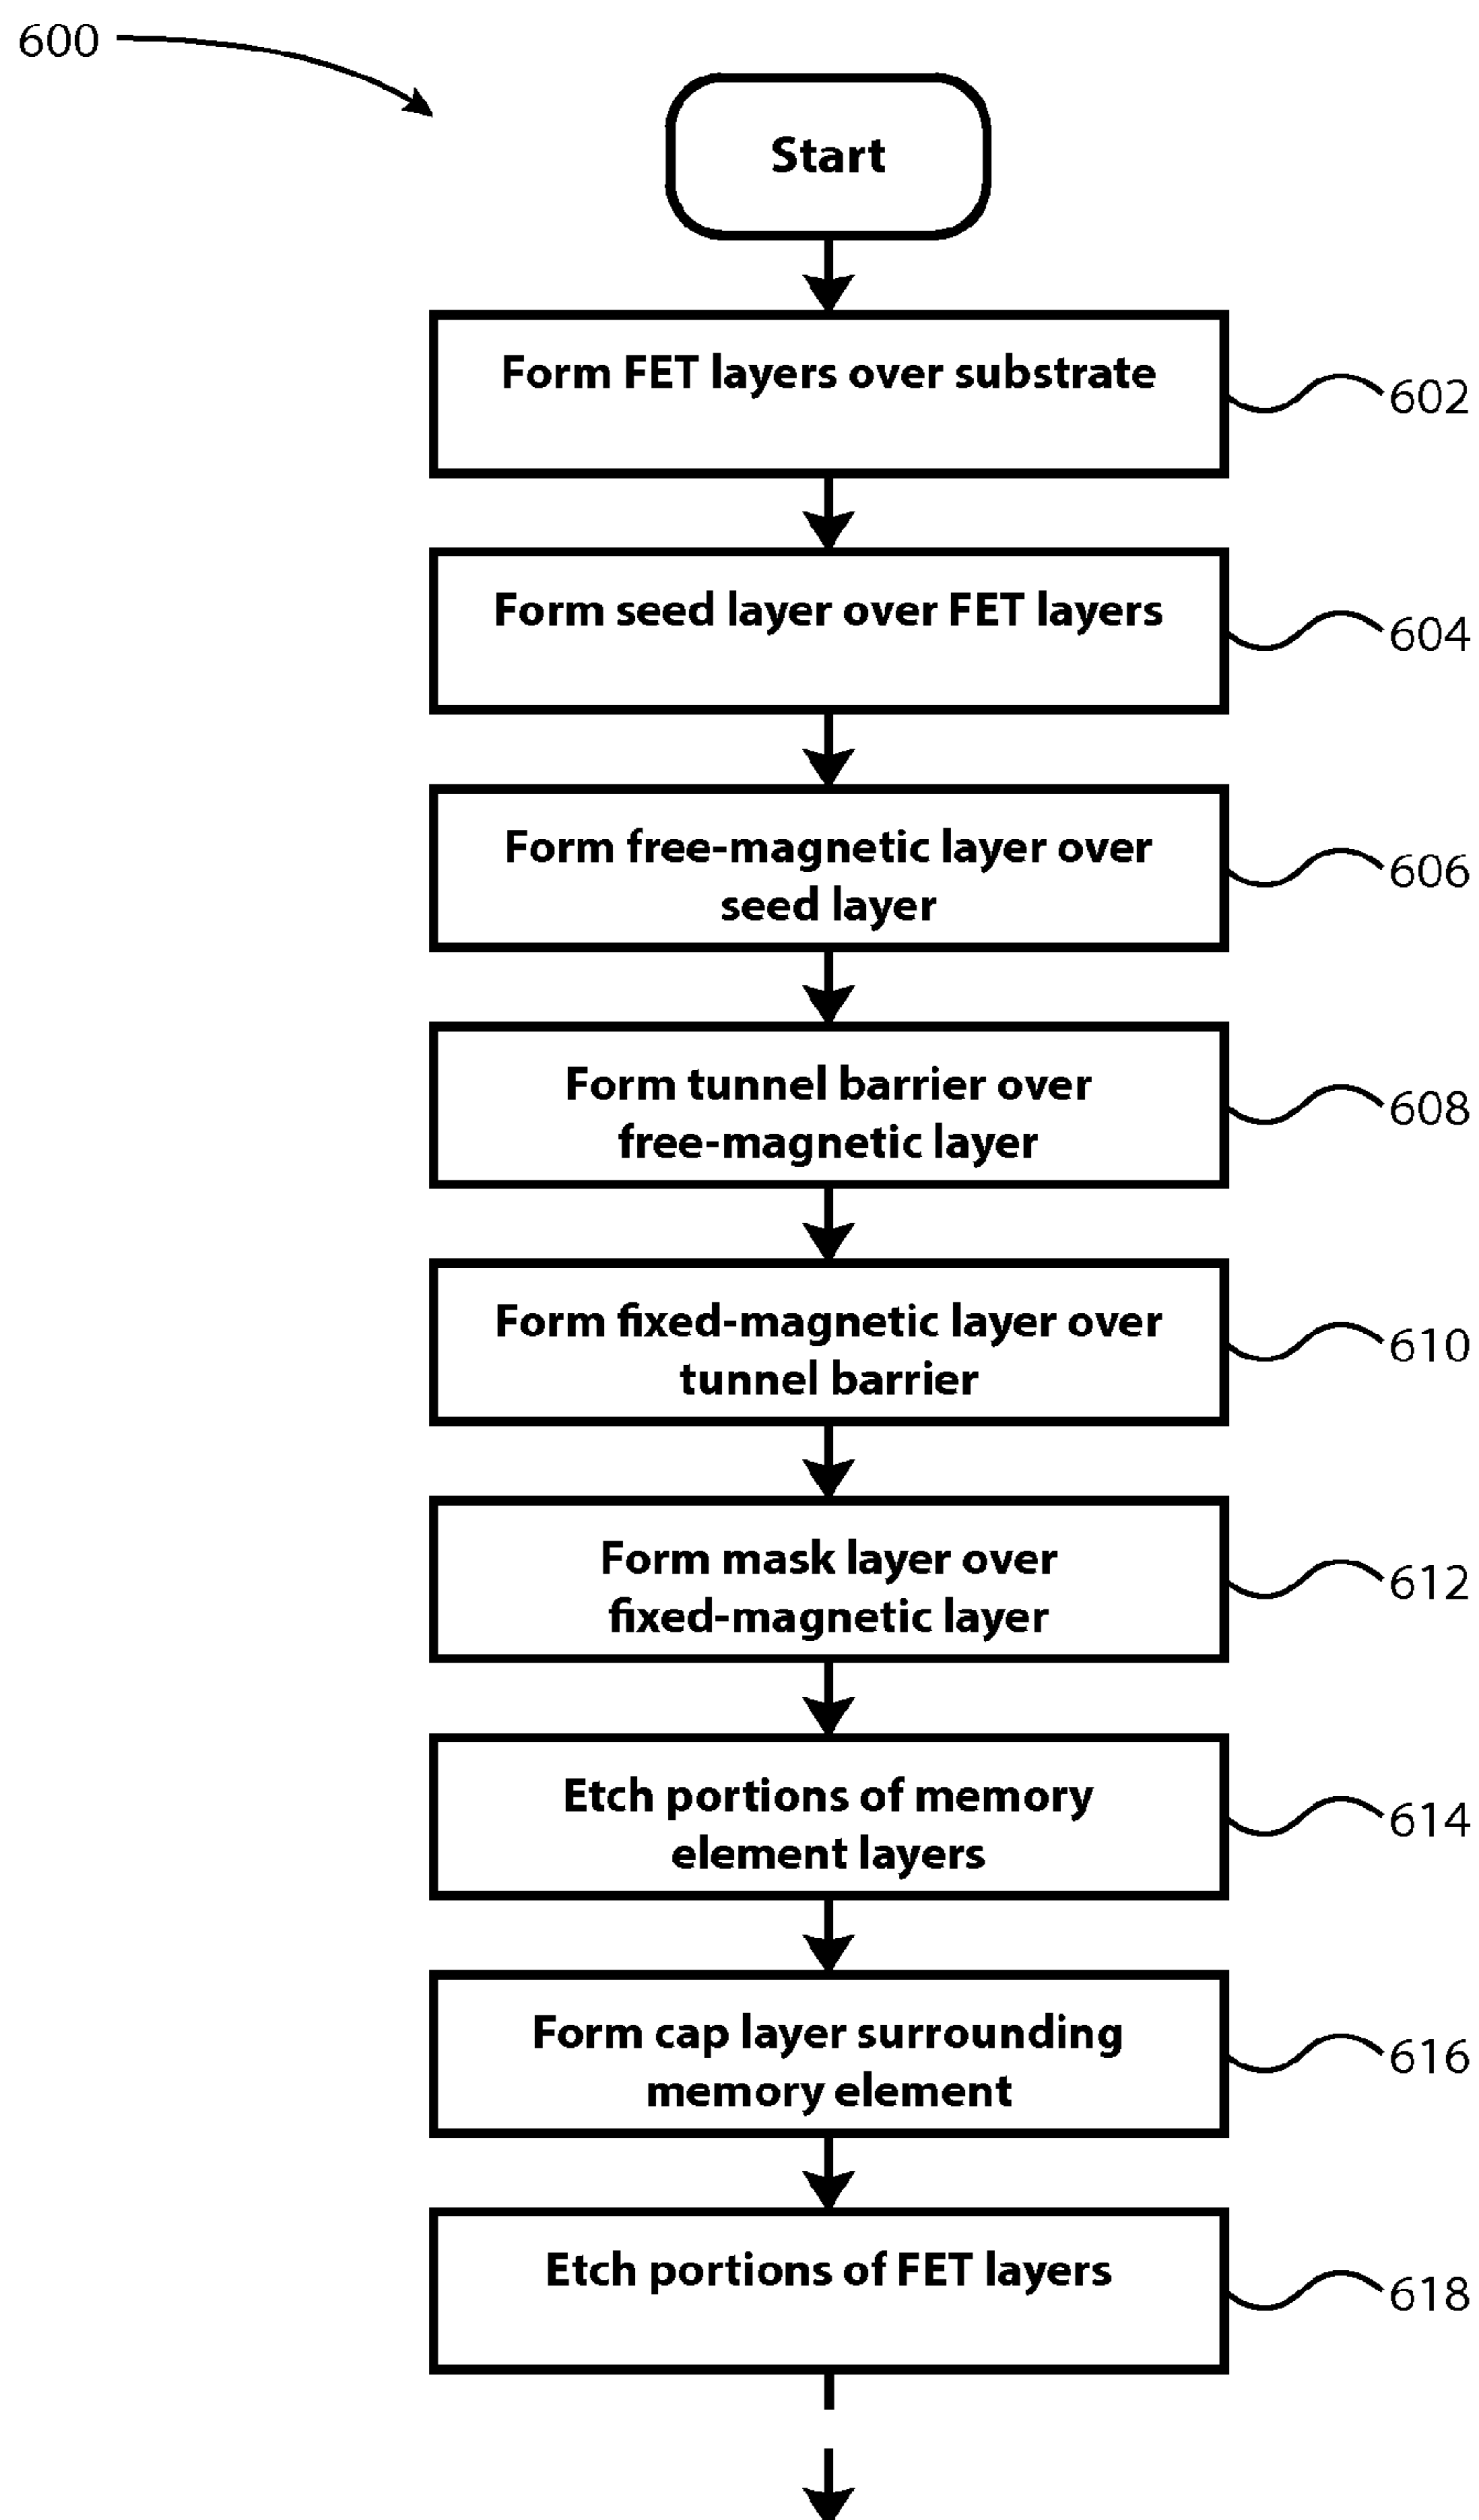 600
Start
Form FET layers over substrate
602
Form seed layer over FET layers
604
Form free-magnetic layer over
seed layer
606
Form tunnel barrier over
free-magnetic layer
608
Form fixed-magnetic layer over
tunnel barrier
610
Form mask layer over
fixed-magnetic layer
612
Etch portions of memory
element layers
614
Form cap layer surrounding
memory element
616
Etch portions of FET layers
618